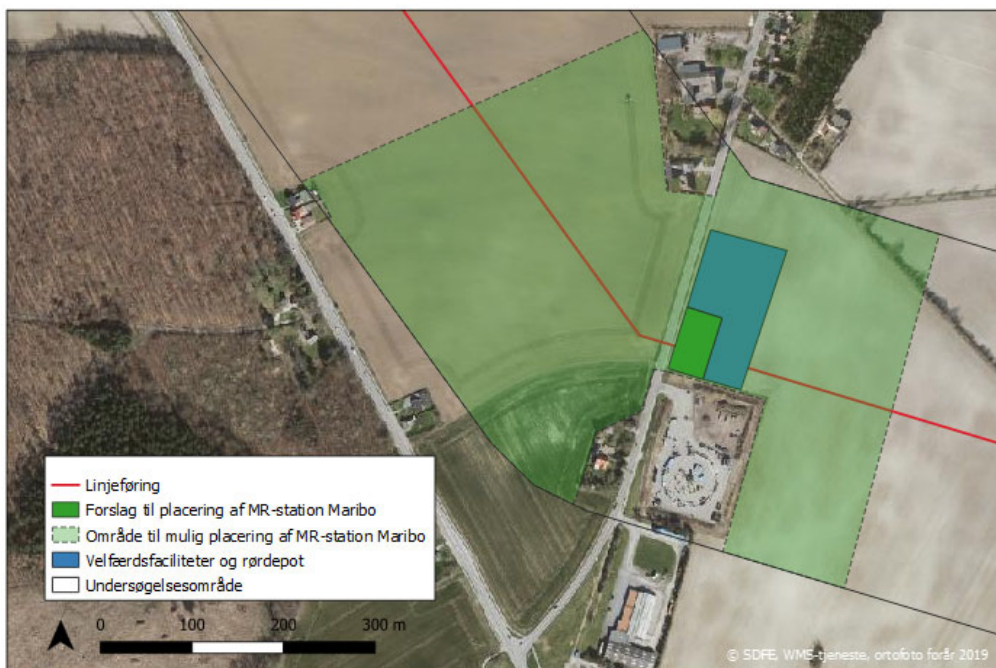 Linjeføring
Forslag til placering af MR-station Maribo
Område til mulig placering af MR-station Maribo
Velfærdsfaciliteter og rørdepot
Undersøgelsesområde
0 100 200 300 m
© SDFE, WMS-tjeneste, ortofoto forår 2019